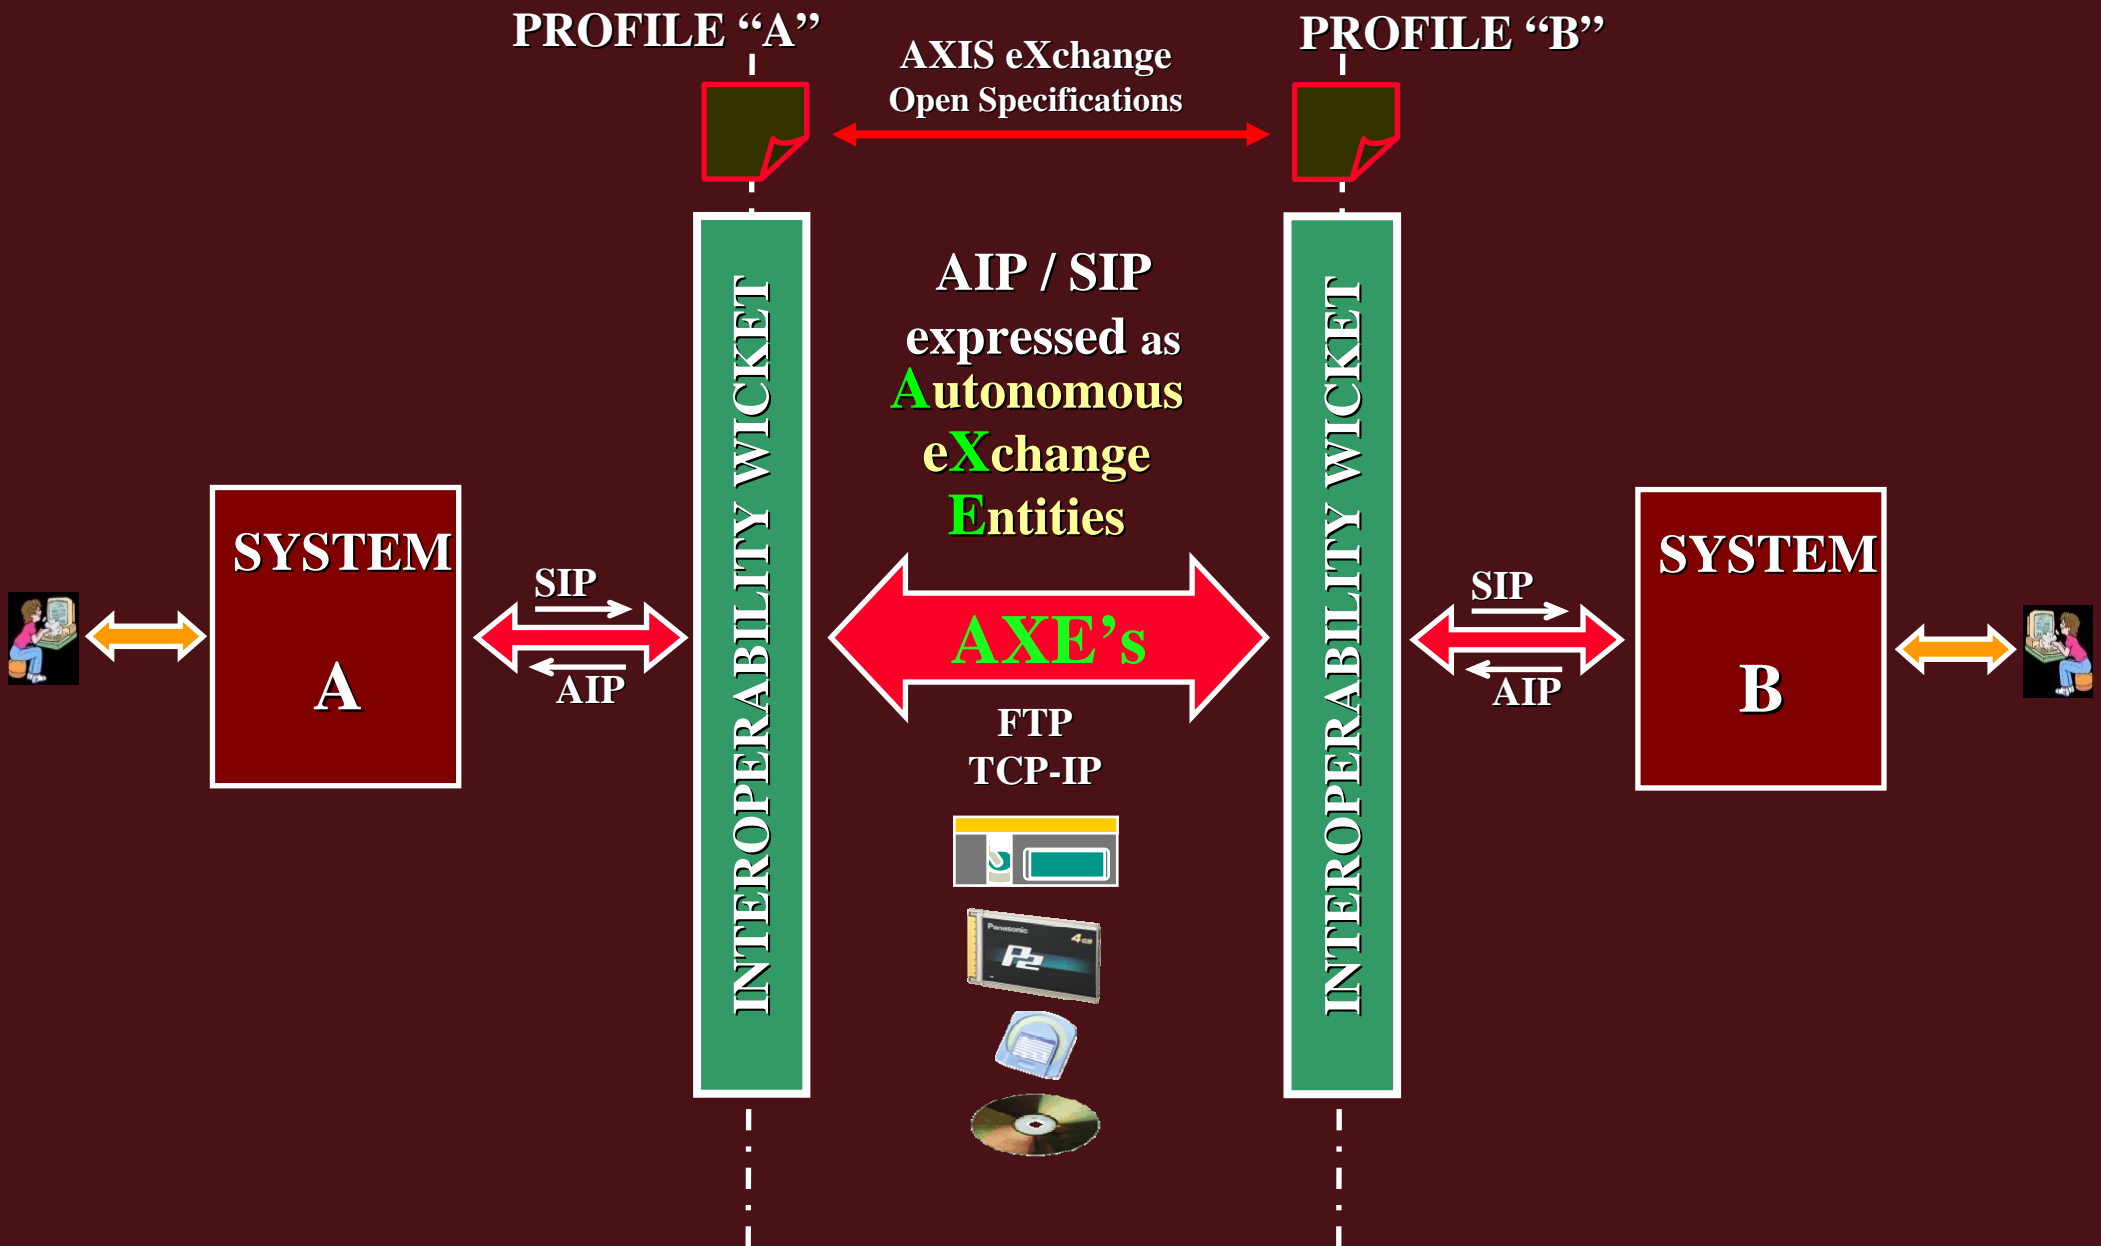 PROFILE “A”
AXIS eXchange
Open Specifications
PROFILE “B”
INTEROPERABILITY WICKET
AIP / SIP
expressed as
Autonomous
eXchange
Entities
INTEROPERABILITY WICKET
SYSTEM
A
SIP
AIP
AXE’s
SIP
AIP
SYSTEM
B
FTP
TCP-IP
Panasonic
4GB
P2